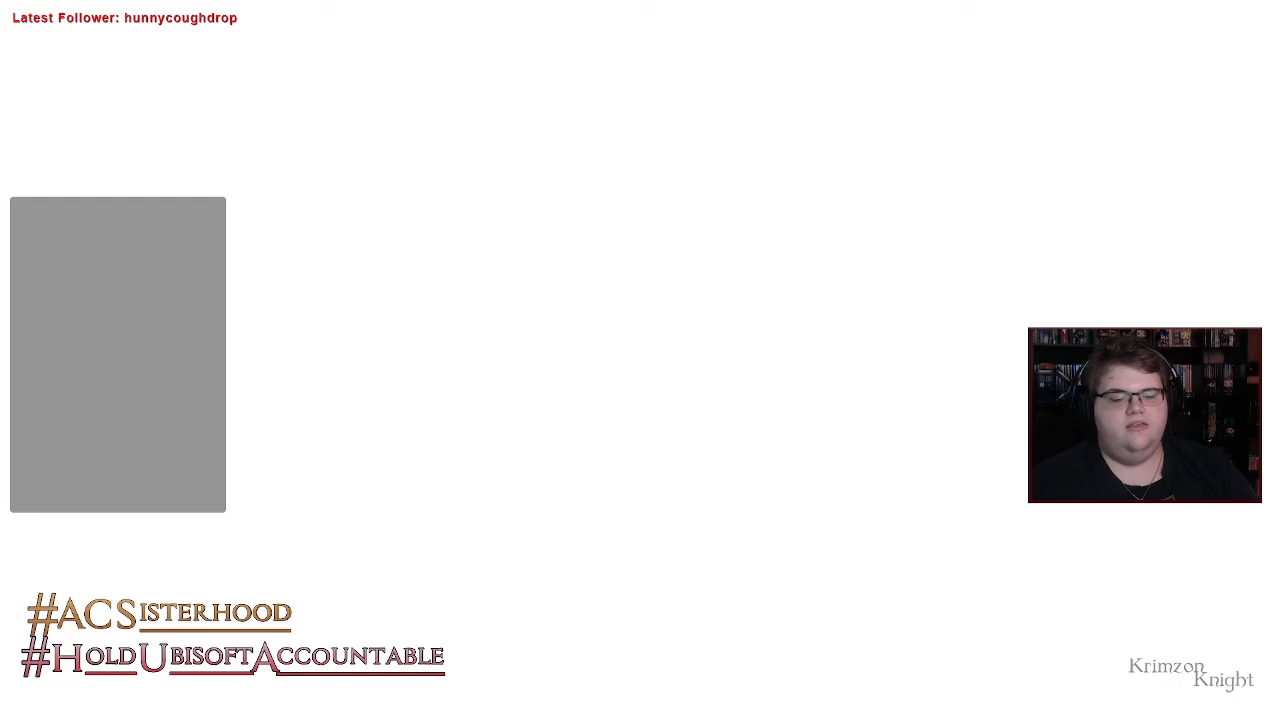 Latest Follower: hunnycoughdrop
#ACSisterhood
#HoldUbisoftAccountable
Krimzon
Knight